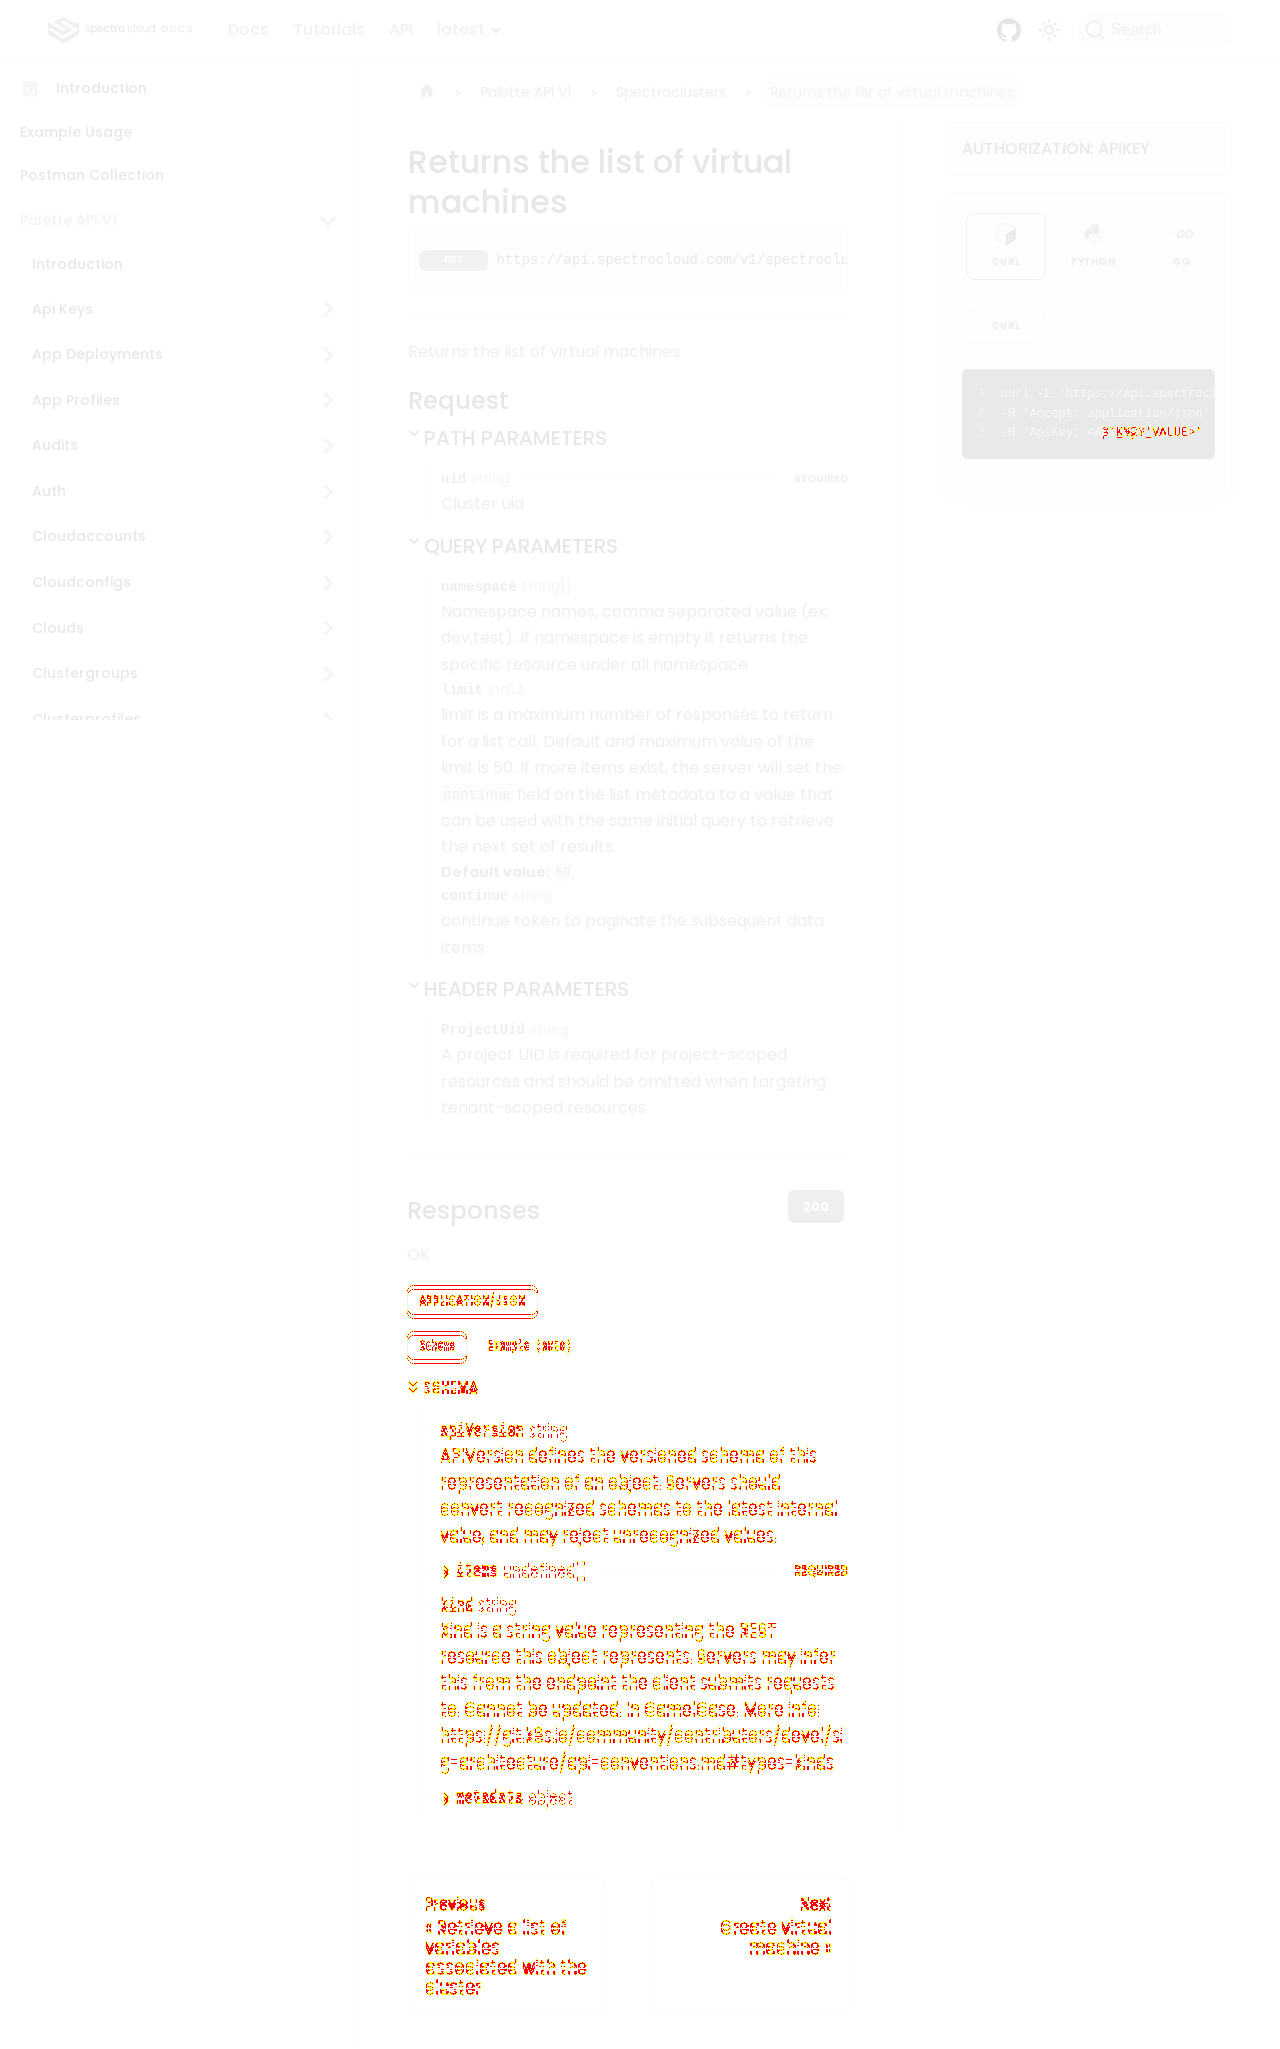 spectro cloud DOCS Docs Tutorials API latest Search
Introduction
Example Usage
Postman Collection
Palette API V1
Introduction
Api Keys
App Deployments
App Profiles
Audits
Auth
Cloudaccounts
Cloudconfigs
Clouds
Clustergroups
Clusterprofiles
Palette API V1 Spectroclusters Returns the list of virtual machines
Returns the list of virtual
machines
GET https://api.spectrocloud.com/v1/spectroclu
Returns the list of virtual machines
Request
PATH PARAMETERS
uid string REQUIRED
Cluster uid
QUERY PARAMETERS
namespace string[]
Namespace names, comma separated value (ex:
dev,test). If namespace is empty it returns the
specific resource under all namespace
limit int64
limit is a maximum number of responses to return
for a list call. Default and maximum value of the
limit is 50. If more items exist, the server will set the
continue field on the list metadata to a value that
can be used with the same initial query to retrieve
the next set of results.
Default value: 50
continue string
continue token to paginate the subsequent data
items
HEADER PARAMETERS
ProjectUid string
A project UID is required for project-scoped
resources and should be omitted when targeting
tenant-scoped resources
Responses 200
OK
APPLICATION/JSON
Schema Example (auto)
SCHEMA
apiVersion string
APIVersion defines the versioned schema of this
representation of an object. Servers should
convert recognized schemas to the latest internal
value, and may reject unrecognized values.
items undefined[] REQUIRED
kind string
Kind is a string value representing the REST
resource this object represents. Servers may infer
this from the endpoint the client submits requests
to. Cannot be updated. In CamelCase. More info:
https://git.k8s.io/community/contributors/devel/si
g-architecture/api-conventions.md#types-kinds
metadata object
Previous
« Retrieve a list of
variables
associated with the
cluster
Next
Create virtual
machine »
AUTHORIZATION: APIKEY
CURL PYTHON GO GO
CURL
1 curl -L 'https://api.spectrocl
2 -H 'Accept: application/json'
3 -H 'ApiKey: VALUE>'